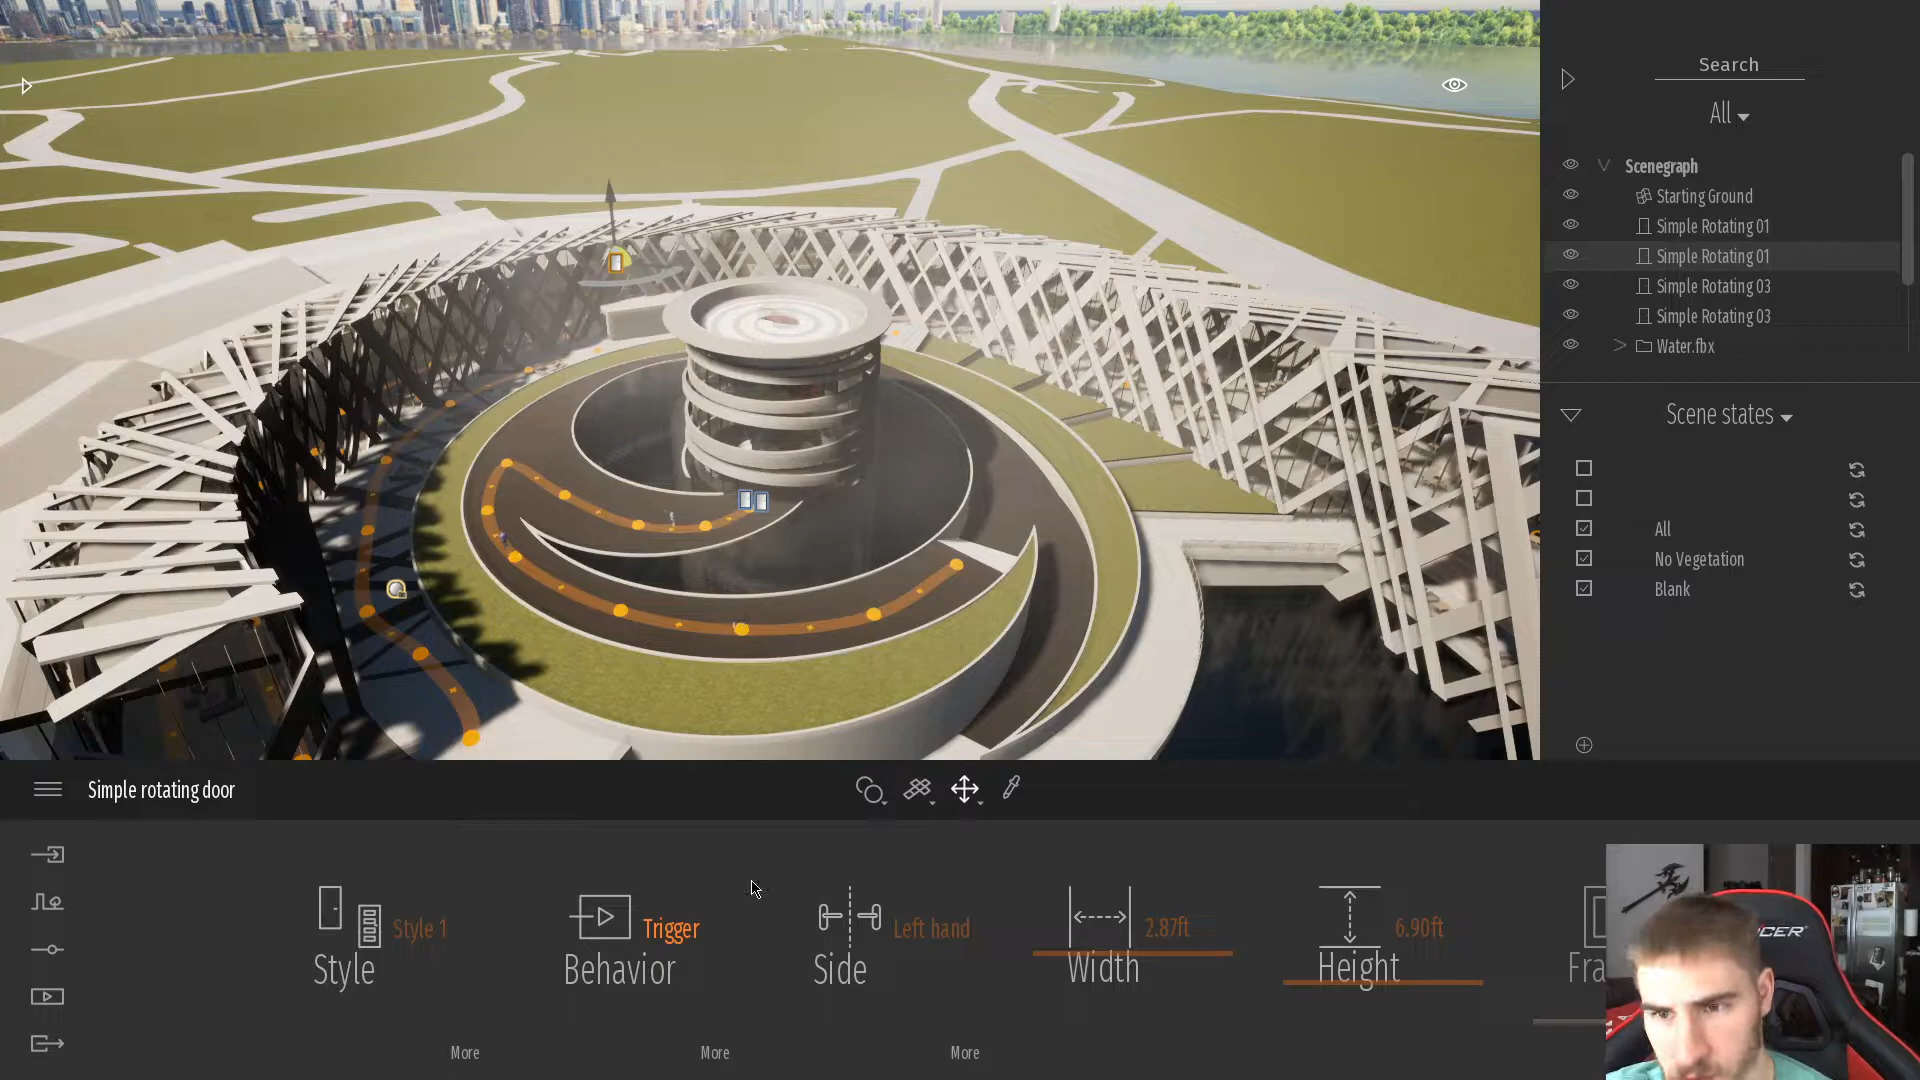 Search
All
Scenegraph
Starting Ground
Simple Rotating 01
Simple Rotating 01
Simple Rotating 03
Simple Rotating 03
Water.fbx
Scene states
All
No Vegetation
Blank
Simple rotating door
Style 1
Style
Trigger
Behavior
Left hand
Side
2.87ft
Width
6.90ft
Height
Fra
More
More
More